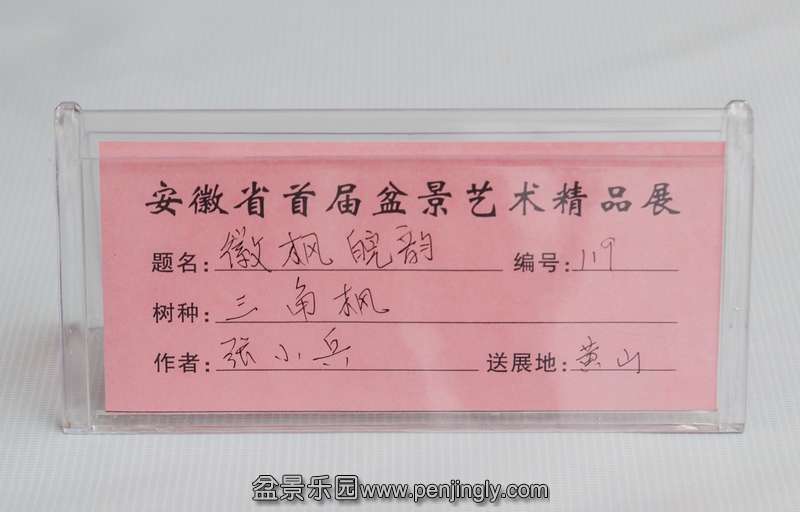 安徽省首届盆景艺术精品展
题名:徽枫皖韵 编号:119
树种:三角枫
作者:张小兵 送展地:黄山
盆景乐园www.penjingly.com